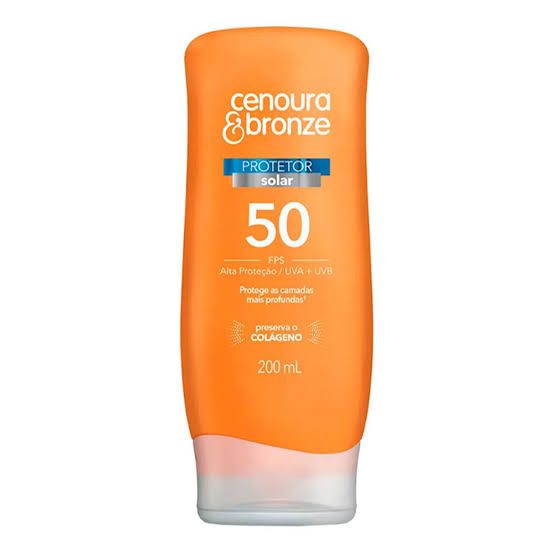 cenoura
&bronze
PROTETOR
solar
50
FPS
Alta Proteção / UVA + UVB
Protege as camadas
mais profundas¹
preserva o
COLÁGENO
200 mL